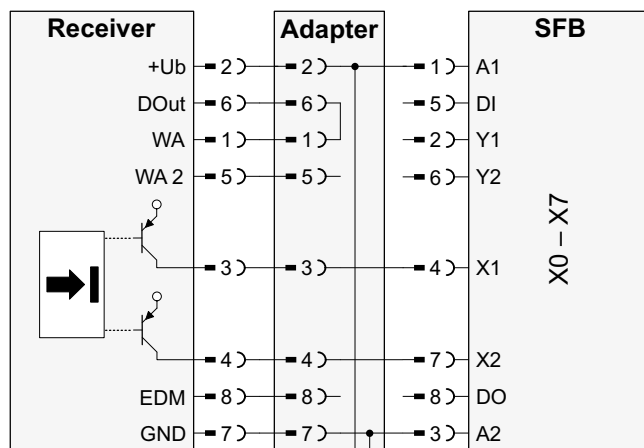 Receiver Adapter SFB
+Ub 2 2 1 A1
DOut 6 6 5 DI
WA 1 1 2 Y1
WA 2 5 5 6 Y2
X0 – X7
3 3 4 X1
4 4 7 X2
EDM 8 8 8 DO
GND 7 7 3 A2